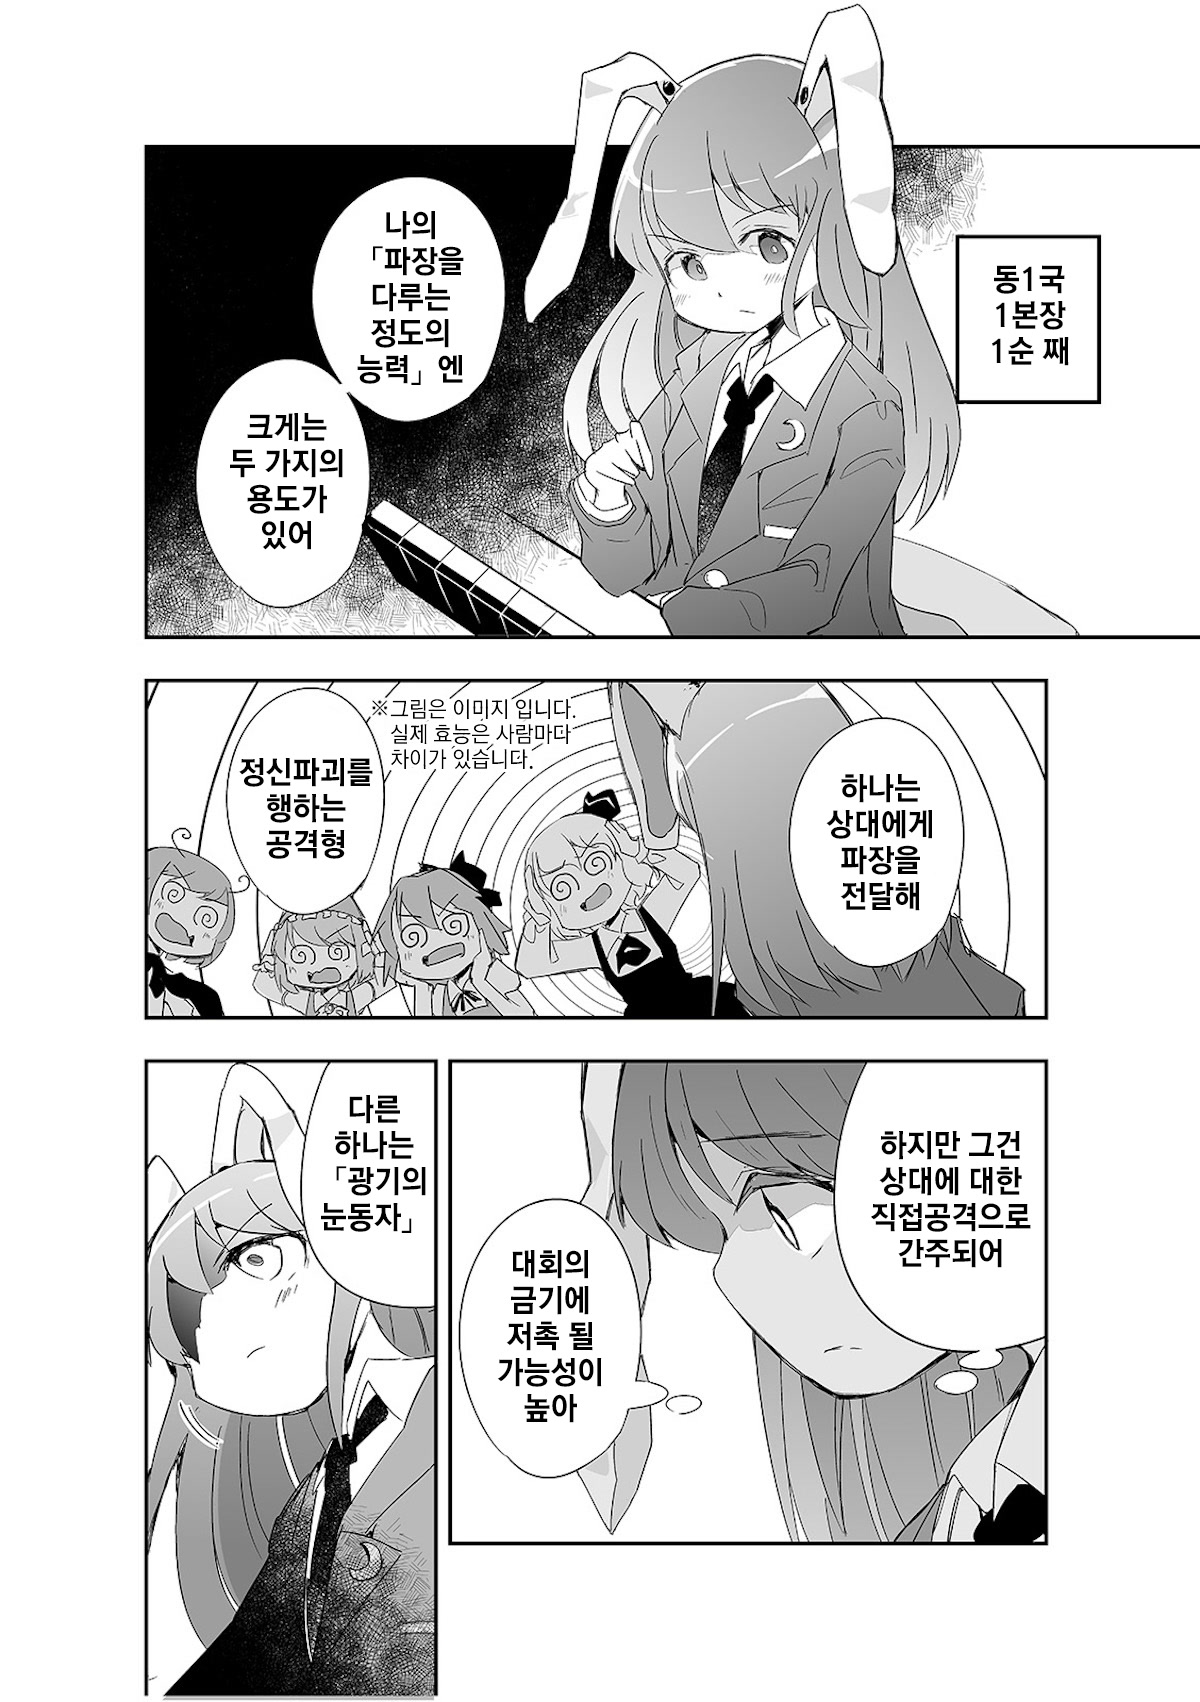 동1국
1본장
1순 째
나의
「파장을
다루는
정도의
능력」엔
크게는
두 가지의
용도가
있어
하나는
상대에게
파장을
전달해
※그림은 이미지 입니다.
실제 효능은 사람마다
차이가 있습니다.
정신파괴를
행하는
공격형
하지만 그건
상대에 대한
직접공격으로
간주되어
대회의
금기에
저촉 될
가능성이
높아
다른
하나는
「광기의
눈동자」